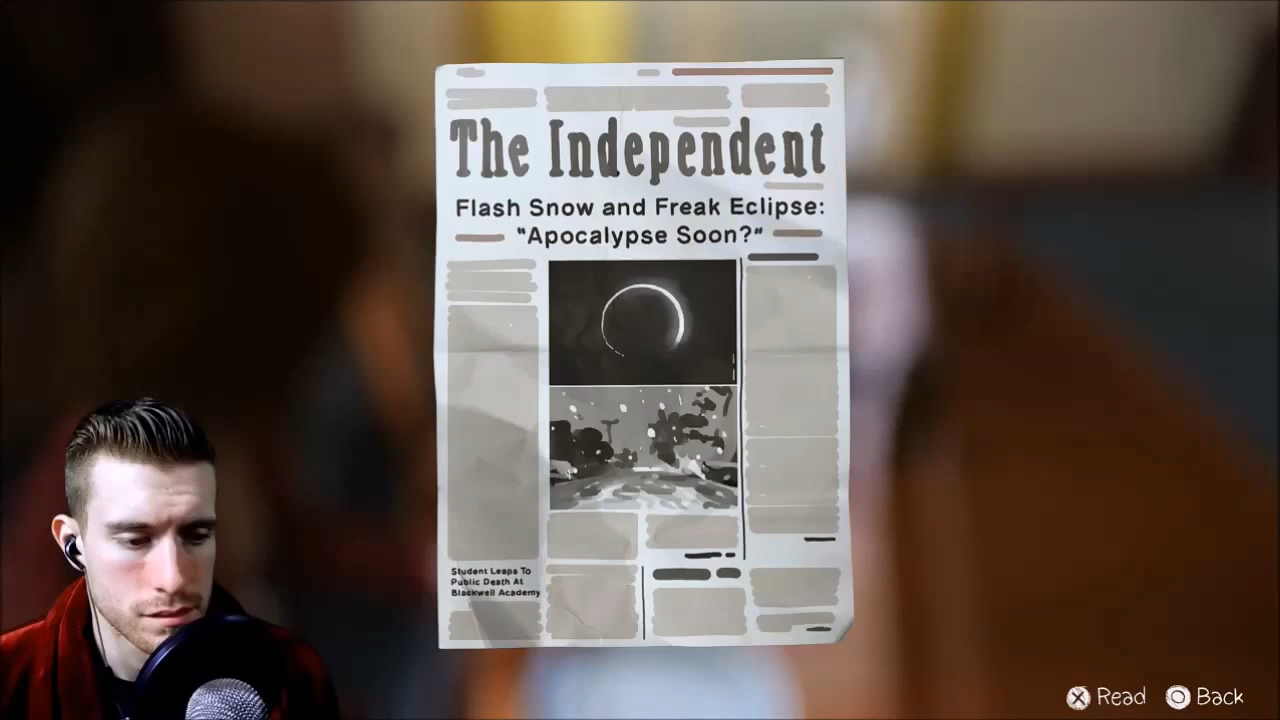 The Independent
Flash Snow and Freak Eclipse:
"Apocalypse Soon?"
Student Leaps To
Public Death At
Blackwell Academy
Read
Back